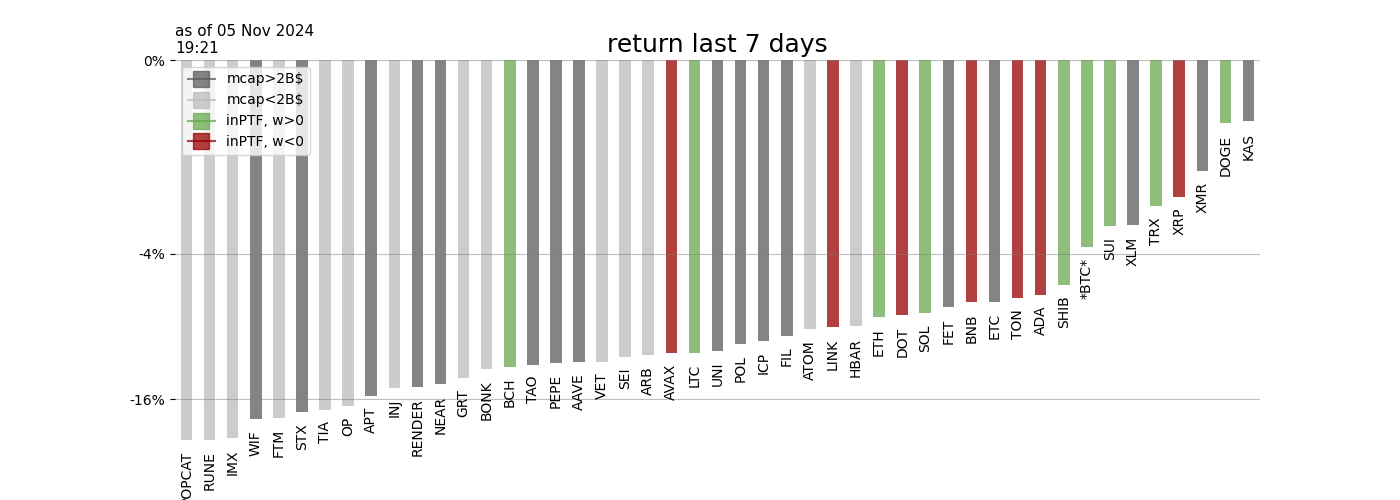 as of 05 Nov 2024
19:21
return last 7 days
0%
-4%
-16%
mcap>2B$
mcap<2B$
inPTF, w>0
inPTF, w<0
OPCAT
RUNE
IMX
WIF
FTM
STX
TIA
OP
APT
INJ
RENDER
NEAR
GRT
BONK
BCH
TAO
PEPE
AAVE
VET
SEI
ARB
AVAX
LTC
UNI
POL
ICP
FIL
ATOM
LINK
HBAR
ETH
DOT
SOL
FET
BNB
ETC
TON
ADA
SHIB
*BTC*
SUI
XLM
TRX
XRP
XMR
DOGE
KAS